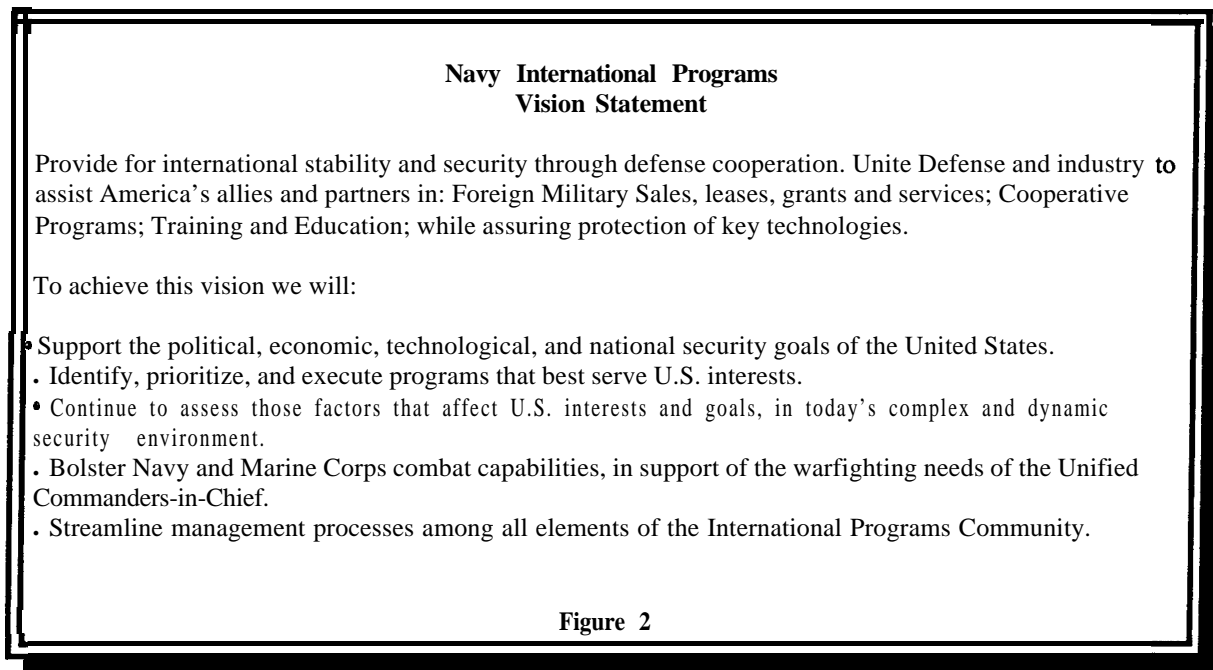 Navy International Programs
Vision Statement
Provide for international stability and security through defense cooperation. Unite Defense and industry to
assist America's allies and partners in: Foreign Military Sales, leases, grants and services; Cooperative
Programs; Training and Education; while assuring protection of key technologies.
To achieve this vision we will:
• Support the political, economic, technological, and national security goals of the United States.
. Identify, prioritize, and execute programs that best serve U.S. interests.
• Continue to assess those factors that affect U.S. interests and goals, in today's complex and dynamic
security environment.
. Bolster Navy and Marine Corps combat capabilities, in support of the warfighting needs of the Unified
Commanders-in-Chief.
. Streamline management processes among all elements of the International Programs Community.
Figure 2